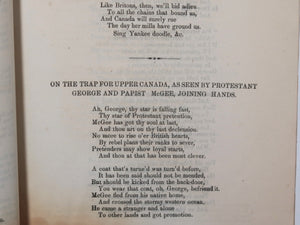 Like Britons, then, we'll bid adieu
To all the chains that bound us,
And Canada will surely rue
The day her mills have ground us.
Sing Yankee doodle, &c.
ON THE TRAP FOR UPPER CANADA, AS SEEN BY PROTESTANT
GEORGE AND PAPIST McGEE, JOINING HANDS.
Ah, George, thy star is falling fast,
Thy star of Protestant pretention,
McGee has got thy soul at last,
And thou art on thy last declension.
No more to rise o'er British hearts,
By rebel plans their ranks to sever,
Pretenders may show loyal starts,
And thou at that has been most clever.
A coat that's turned was turn'd before,
It has been said should not be mended,
But should be kicked from the back-door,
You wear that coat, oh, George, befriend it.
McGee fled from his native home,
And crossed the stormy western ocean.
He came a stranger and alone
To other lands and got promotion.